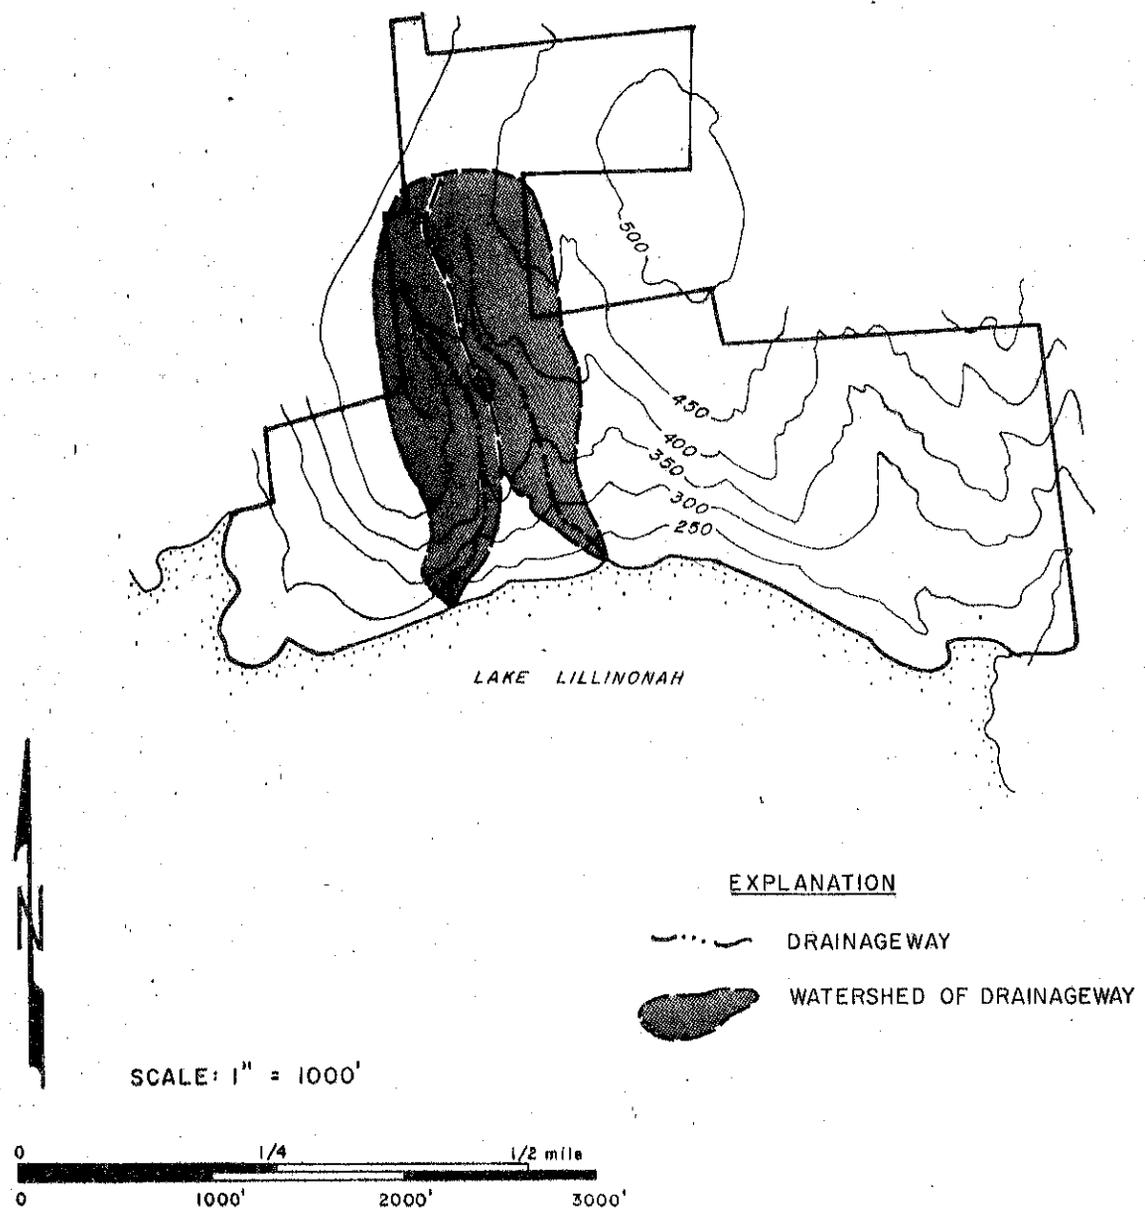 500
450
400
350
300
250
LAKE LILLINONAH
N
EXPLANATION
DRAINAGEWAY
WATERSHED OF DRAINAGEWAY
SCALE: 1" = 1000'
0 1/4 1/2 mile
0 1000' 2000' 3000'